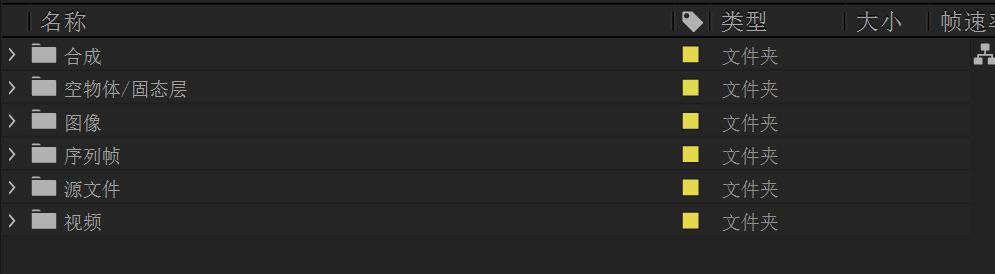 名称 类型 大小 帧速率
合成 文件夹
空物体/固态层 文件夹
图像 文件夹
序列帧 文件夹
源文件 文件夹
视频 文件夹